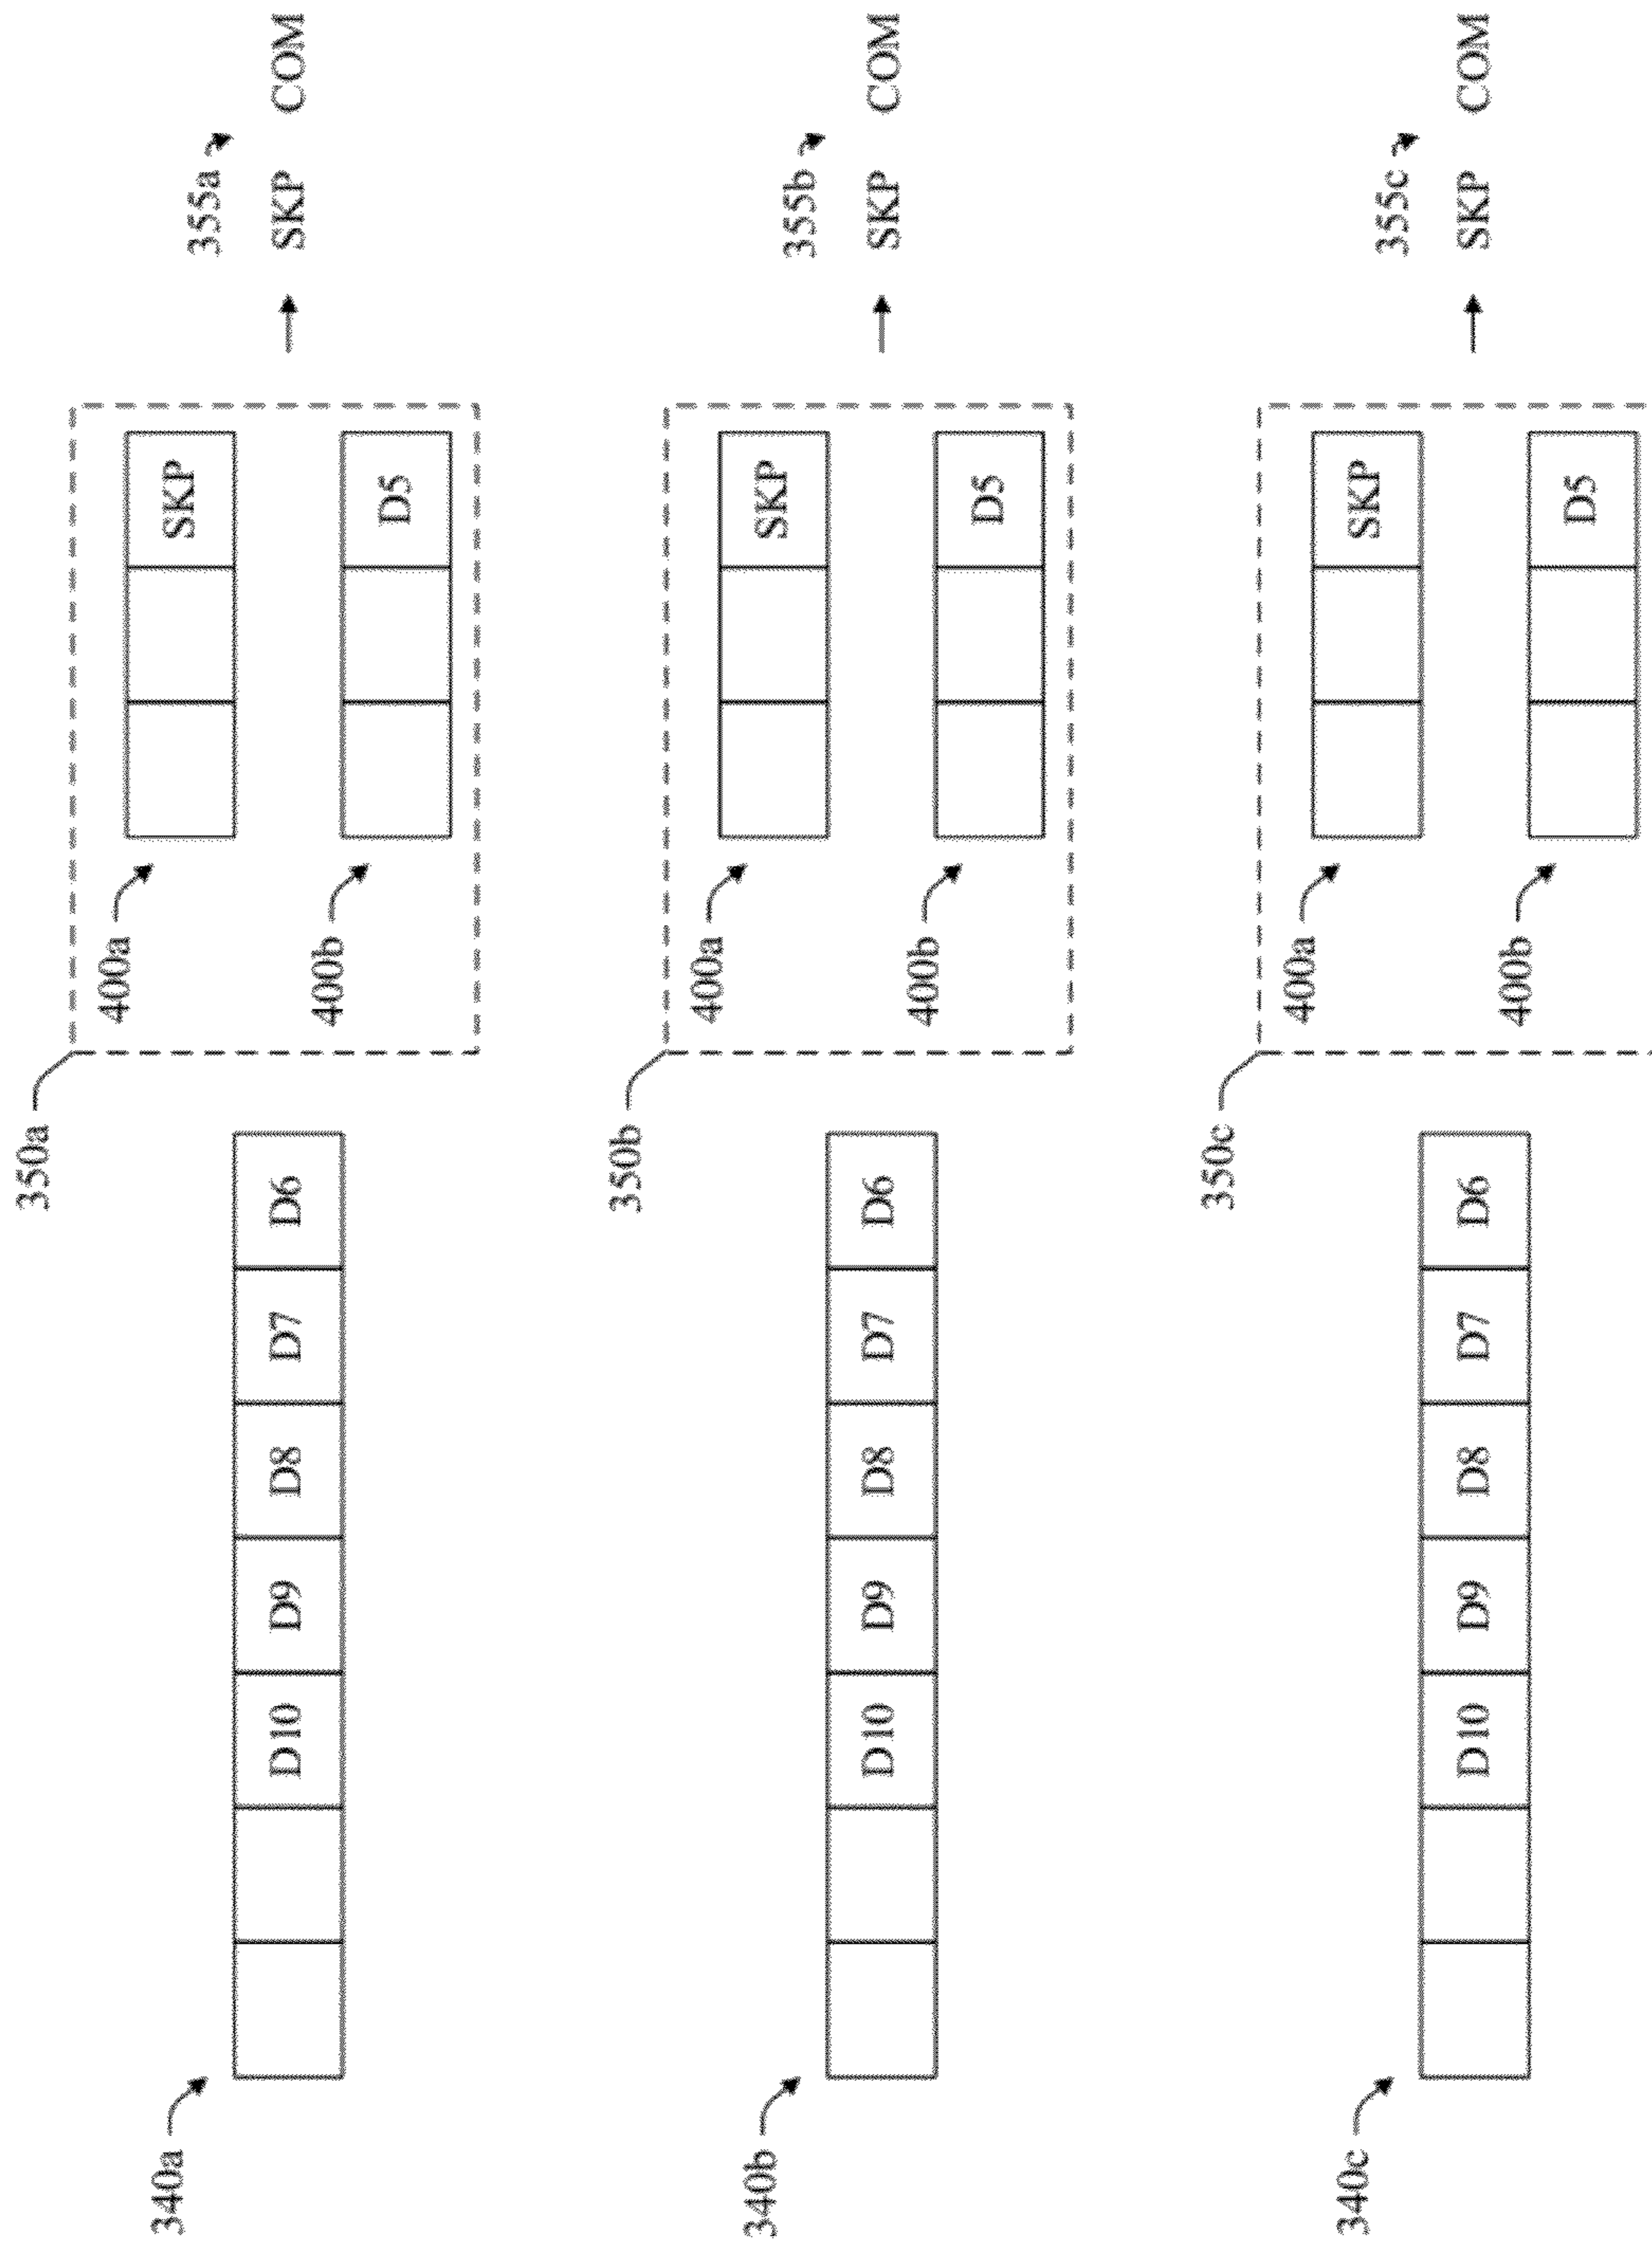 350a
400a
SKP
355a
340a
D10 D9 D8 D7 D6
SKP COM
400b
D5
350b
400a
SKP
355b
340b
D10 D9 D8 D7 D6
SKP COM
400b
D5
350c
400a
SKP
355c
340c
D10 D9 D8 D7 D6
SKP COM
400b
D5